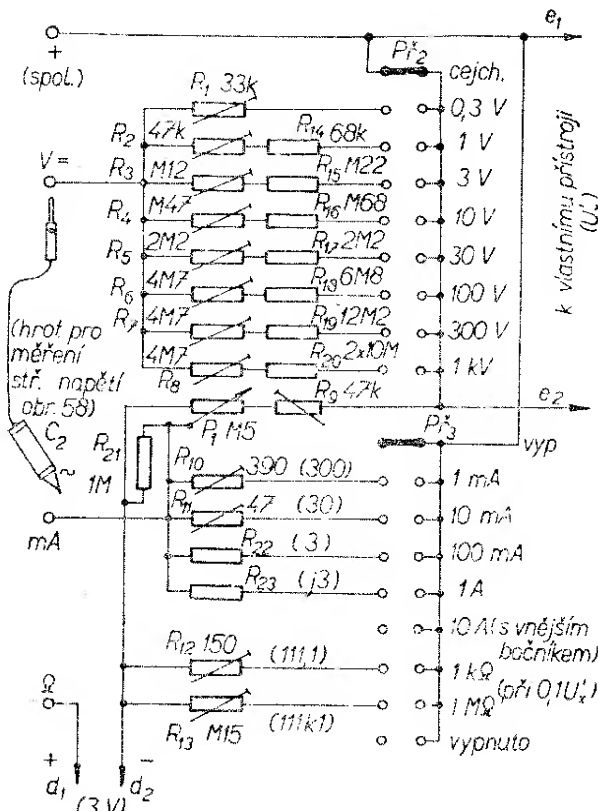 e₁
+
(spol.)
Př₂
cejch.
R₁ 33k
0,3 V
R₂ 47k
R₁₄ 68k
1 V
V =
R₃ M12
R₁₅ M22
3 V
R₄ M47
R₁₆ M68
10 V
R₅ 2M2
R₁₇ 2M2
30 V
R₆ 4M7
R₁₈ 6M8
100 V
R₇ 4M7
R₁₉ 12M2
300 V
4M7 R₈
R₂₀ 2x10M
1 kV
k vlastnímu přístroji
(U'ₓ)
(hrot pro
měření
stř. napětí
obr. 58)
C₂
~
R₉ 47k
e₂
P₁ M5
Př₃
vyp
R₂₁
1M
R₁₀ 390 (300)
1 mA
R₁₁ 47 (30)
10 mA
mA
R₂₂ (3)
100 mA
R₂₃ (j3)
1 A
10 A (s vnějším
bočníkem)
R₁₂ 150 (111,1)
1 kΩ
(při 0,1U'ₓ)
Ω
R₁₃ M15 (111k1)
1 MΩ
vypnuto
+ −
d₁ d₂
(3 V)